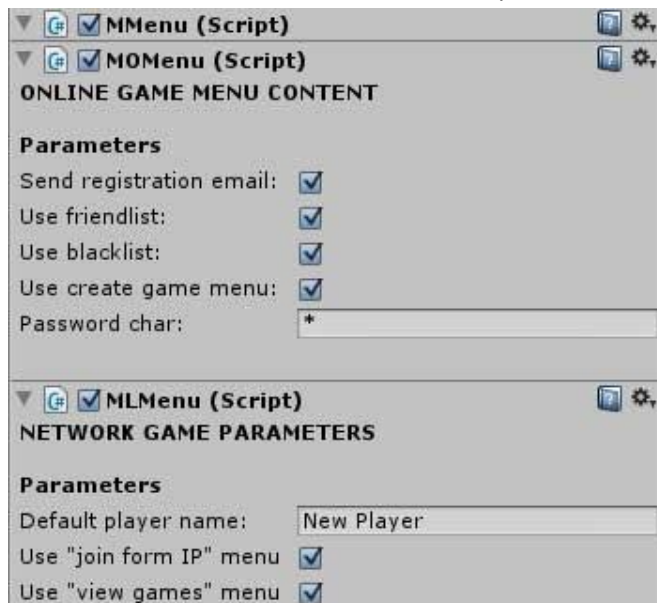 MMenu (Script)
MOMenu (Script)
ONLINE GAME MENU CONTENT
Parameters
Send registration email:
Use friendlist:
Use blacklist:
Use create game menu:
Password char: *
MLMenu (Script)
NETWORK GAME PARAMETERS
Parameters
Default player name: New Player
Use "join form IP" menu
Use "view games" menu